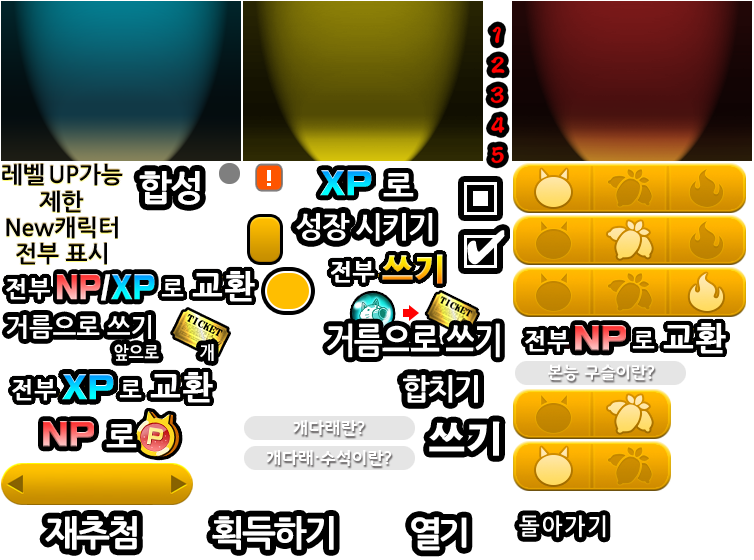 1
2
3
4
5
레벨 UP가능
제한
New캐릭터
전부 표시
합성
!
XP 로
성장 시키기
전부 쓰기
전부 NP/XP 로 교환
거름으로 쓰기
TICKET
앞으로 개
TICKET
거름으로 쓰기
전부 NP 로 교환
본능 구슬이란?
전부 XP 로 교환
합치기
NP 로 P
개다래란?
개다래·수석이란?
쓰기
재추첨
획득하기
열기
돌아가기